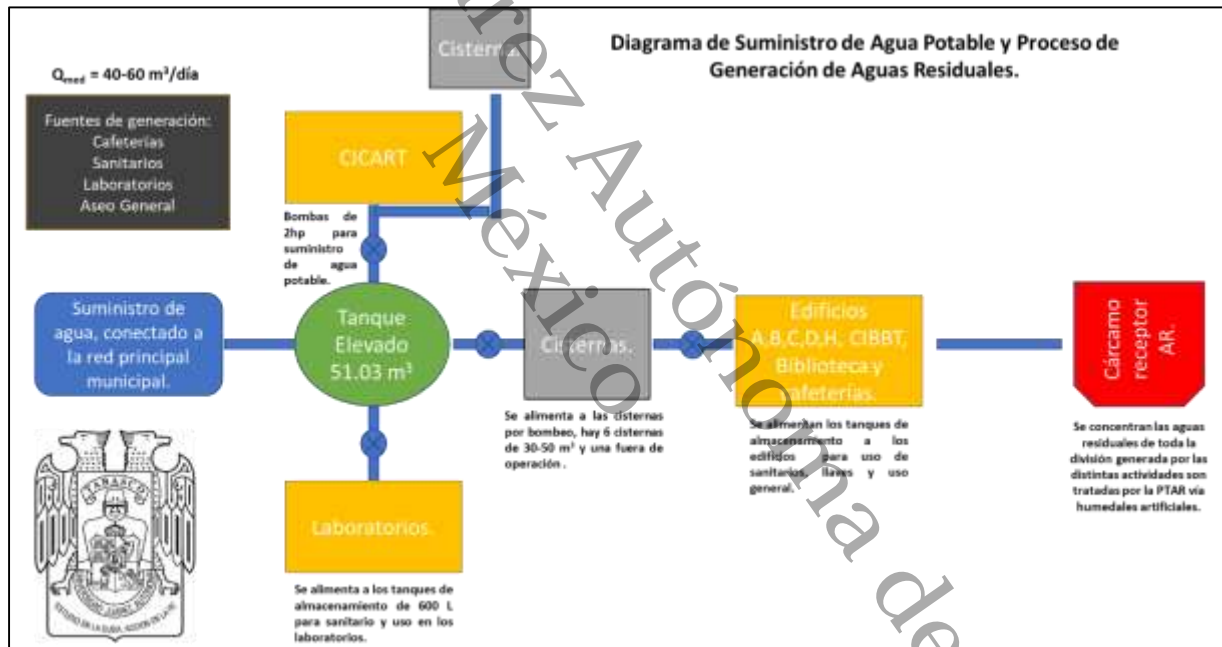 Diagrama de Suministro de Agua Potable y Proceso de
Generación de Aguas Residuales.
Qmed = 40-60 m³/día
Fuentes de generación:
Cafeterías
Sanitarios
Laboratorios
Aseo General
Cisterna.
CICART
Bombas de
2hp para
suministro
de agua
potable.
Suministro de
agua, conectado a
la red principal
municipal.
Tanque
Elevado
51.03 m³
Cisternas.
Se alimenta a las cisternas
por bombeo, hay 6 cisternas
de 30-50 m³ y una fuera de
operación .
Edificios
A,B,C,D,H, CIBBT,
Biblioteca y
cafeterías.
Se alimentan los tanques de
almacenamiento a los
edificios para uso de
sanitarios, llaves y uso
general.
Cárcamo
receptor
AR.
Se concentran las aguas
residuales de toda la
división generada por las
distintas actividades son
tratadas por la PTAR vía
humedales artificiales.
Laboratorios.
Se alimenta a los tanques de
almacenamiento de 600 L
para sanitario y uso en los
laboratorios.
TABASCO
rez Autónoma de
México